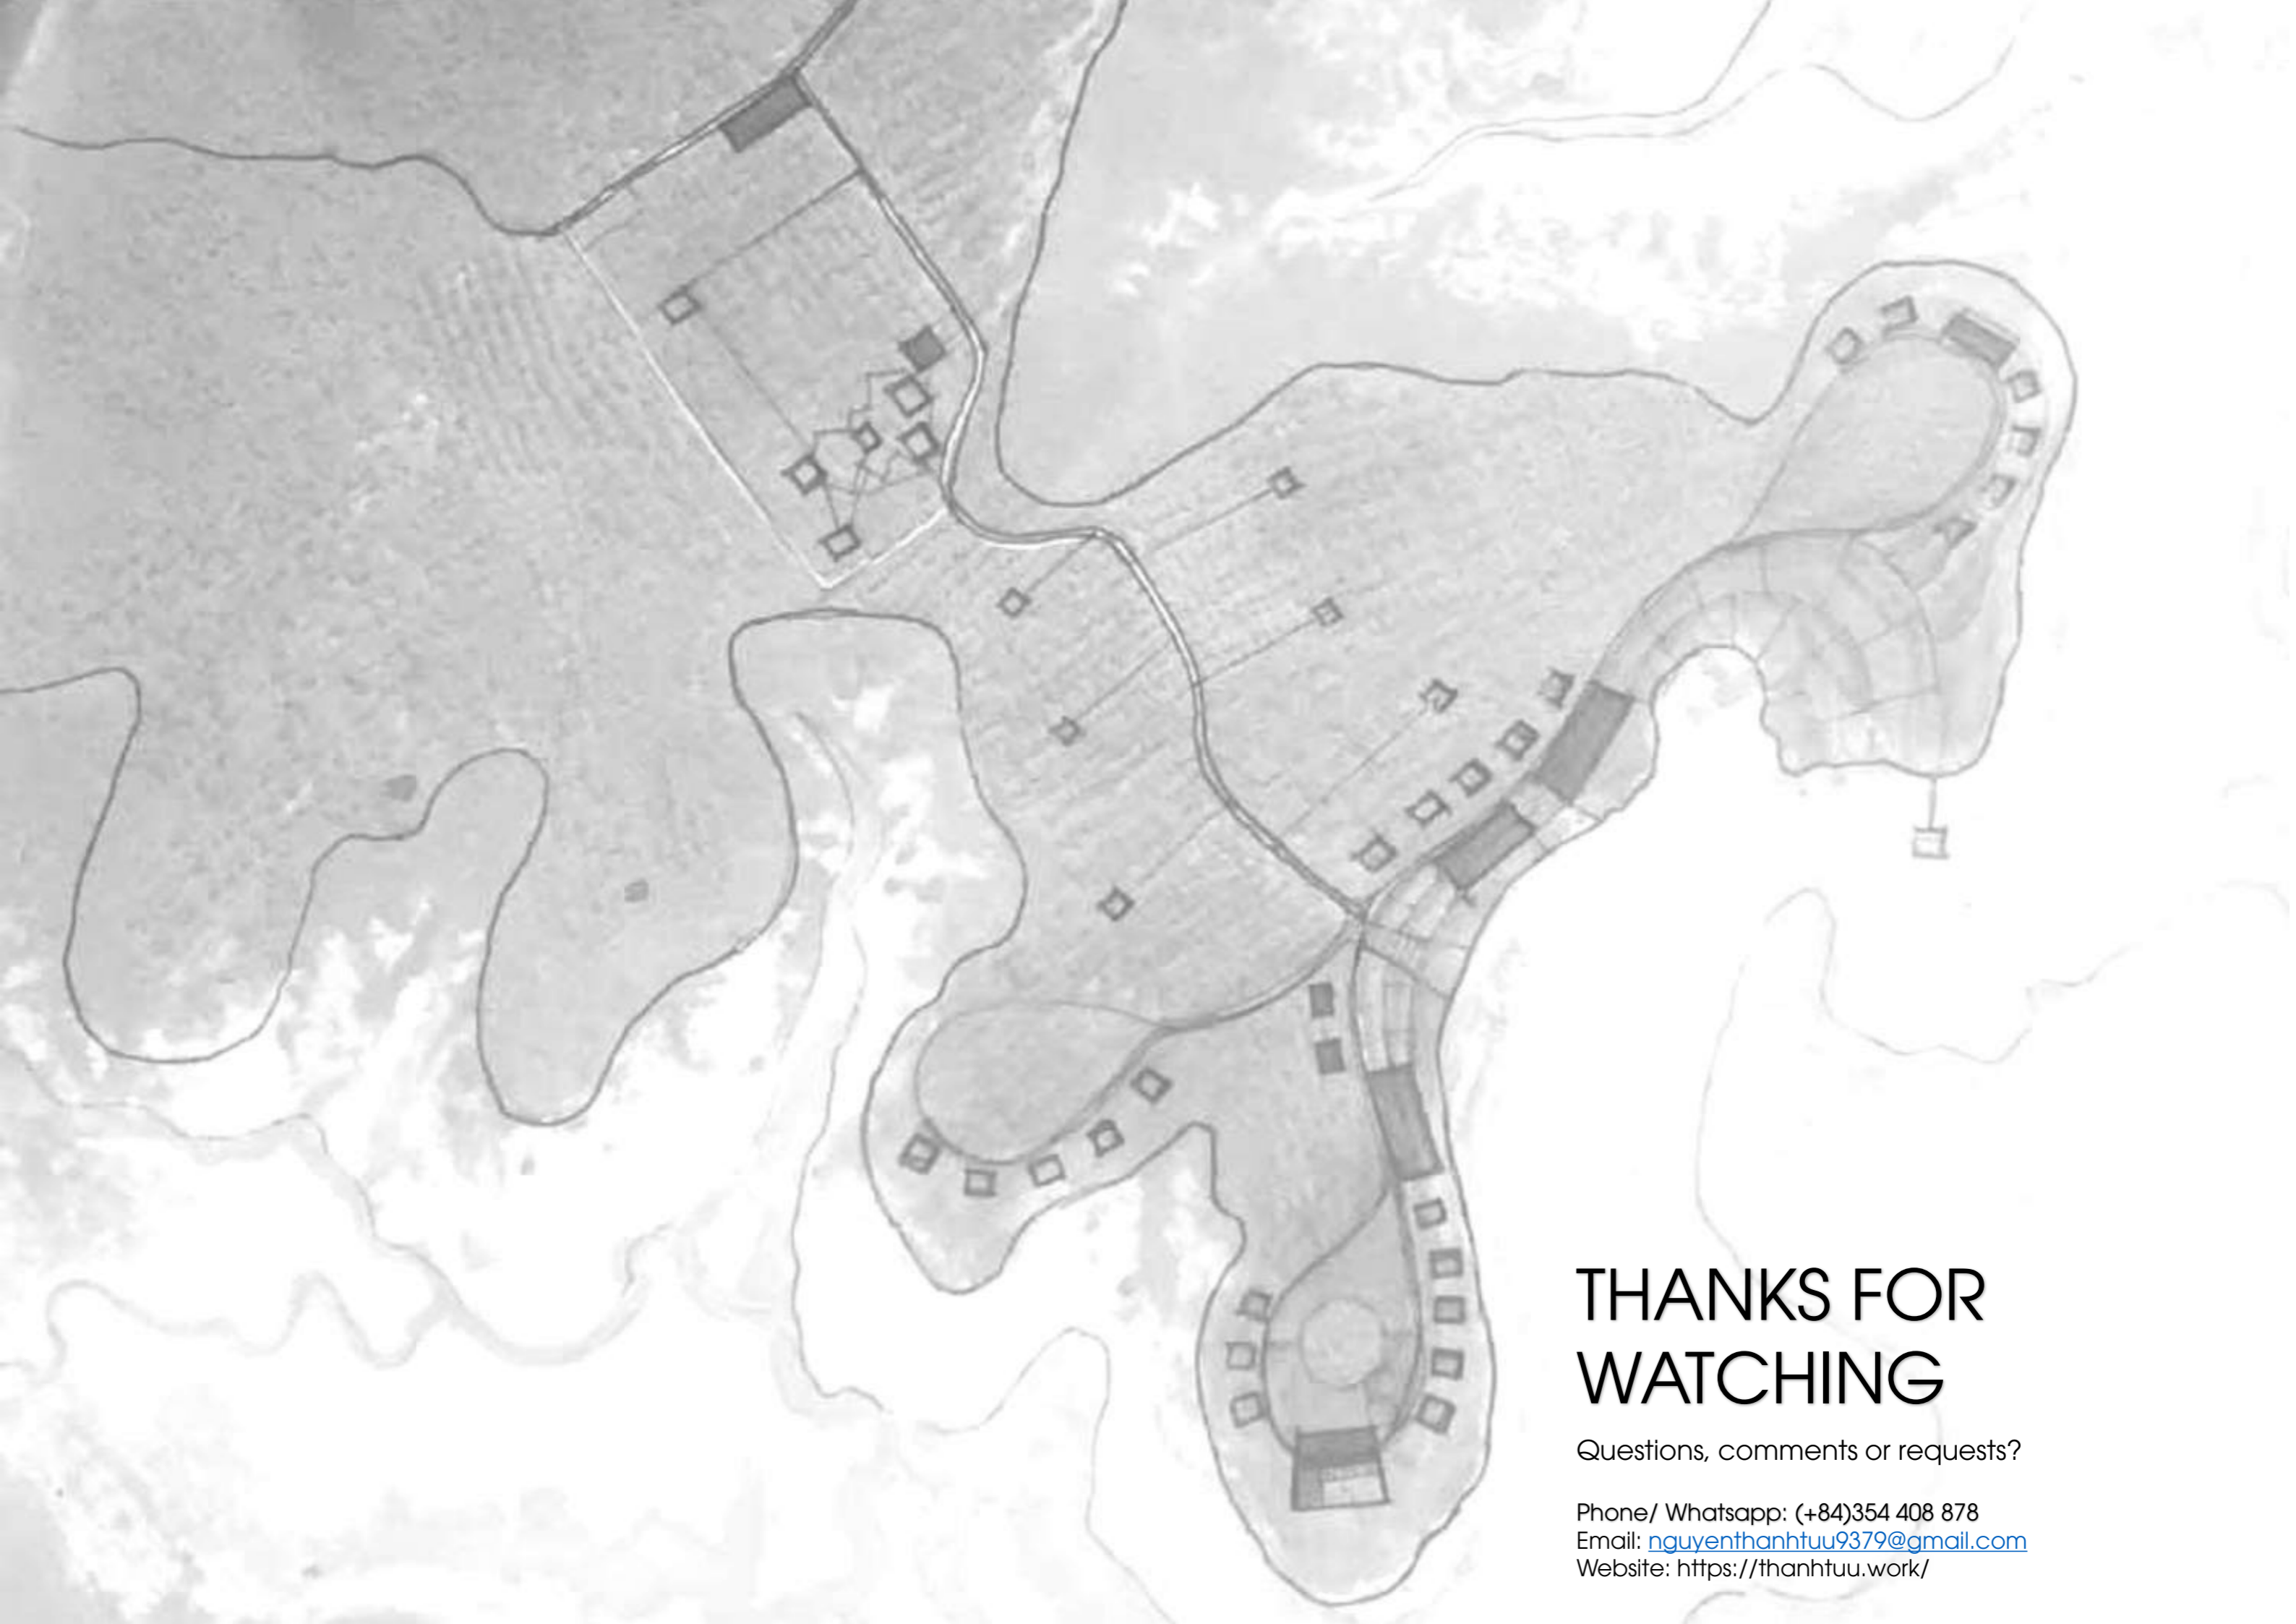 THANKS FOR
WATCHING
Questions, comments or requests?
Phone/ Whatsapp: (+84)354 408 878
Email: nguyenthanhtuu9379@gmail.com
Website: https://thanhtuu.work/